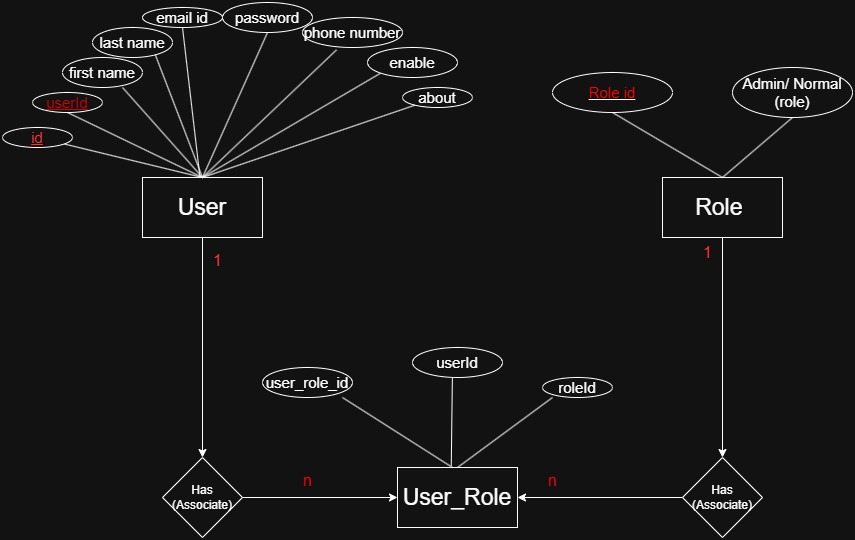 email id
password
phone number
last name
enable
first name
about
userId
id
Role id
Admin/ Normal
(role)
User
Role
1
1
user_role_id
userId
roleId
Has
(Associate)
n
User_Role
n
Has
(Associate)